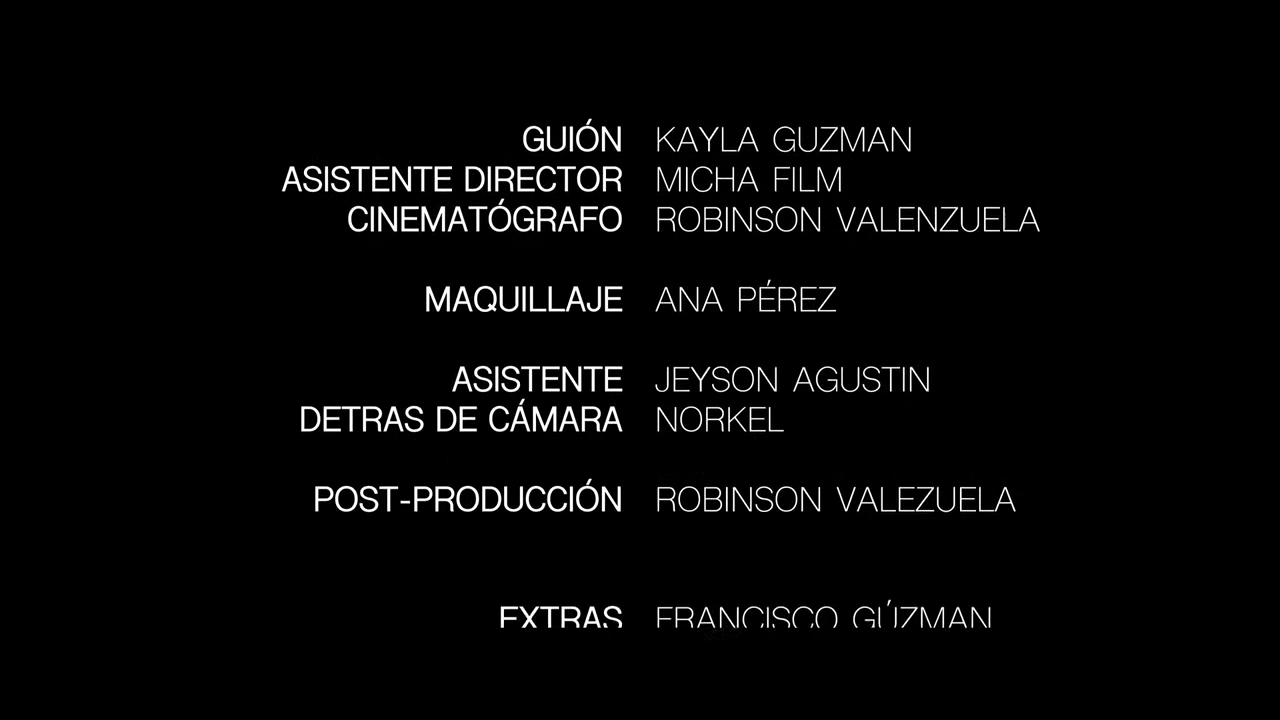 GUIÓN KAYLA GUZMAN
ASISTENTE DIRECTOR MICHA FILM
CINEMATÓGRAFO ROBINSON VALENZUELA
MAQUILLAJE ANA PÉREZ
ASISTENTE JEYSON AGUSTIN
DETRAS DE CÁMARA NORKEL
POST-PRODUCCIÓN ROBINSON VALEZUELA
EXTRAS FRANCISCO GÚZMAN